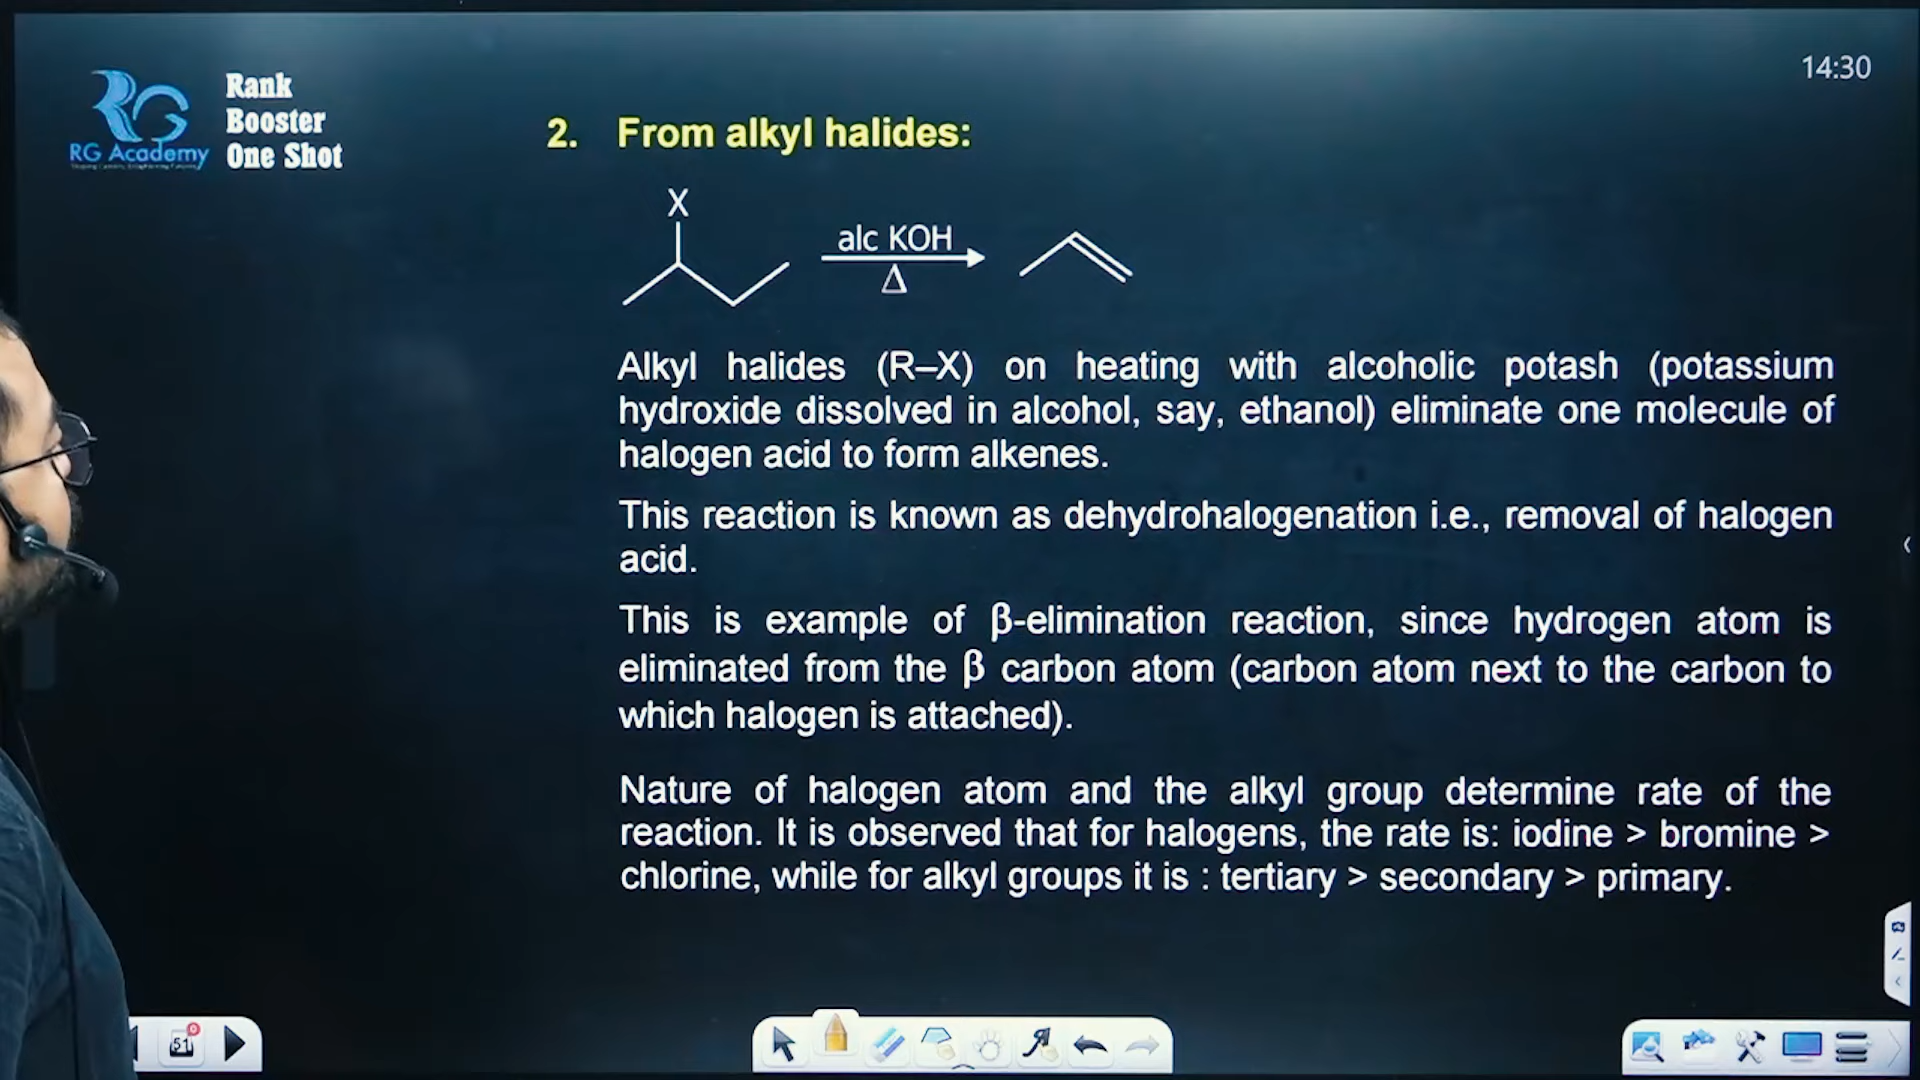 14:30
Rank
Booster
One Shot
RG Academy
2. From alkyl halides:
X
alc KOH
Δ
Alkyl halides (R–X) on heating with alcoholic potash (potassium
hydroxide dissolved in alcohol, say, ethanol) eliminate one molecule of
halogen acid to form alkenes.
This reaction is known as dehydrohalogenation i.e., removal of halogen
acid.
This is example of β-elimination reaction, since hydrogen atom is
eliminated from the β carbon atom (carbon atom next to the carbon to
which halogen is attached).
Nature of halogen atom and the alkyl group determine rate of the
reaction. It is observed that for halogens, the rate is: iodine > bromine >
chlorine, while for alkyl groups it is : tertiary > secondary > primary.
51